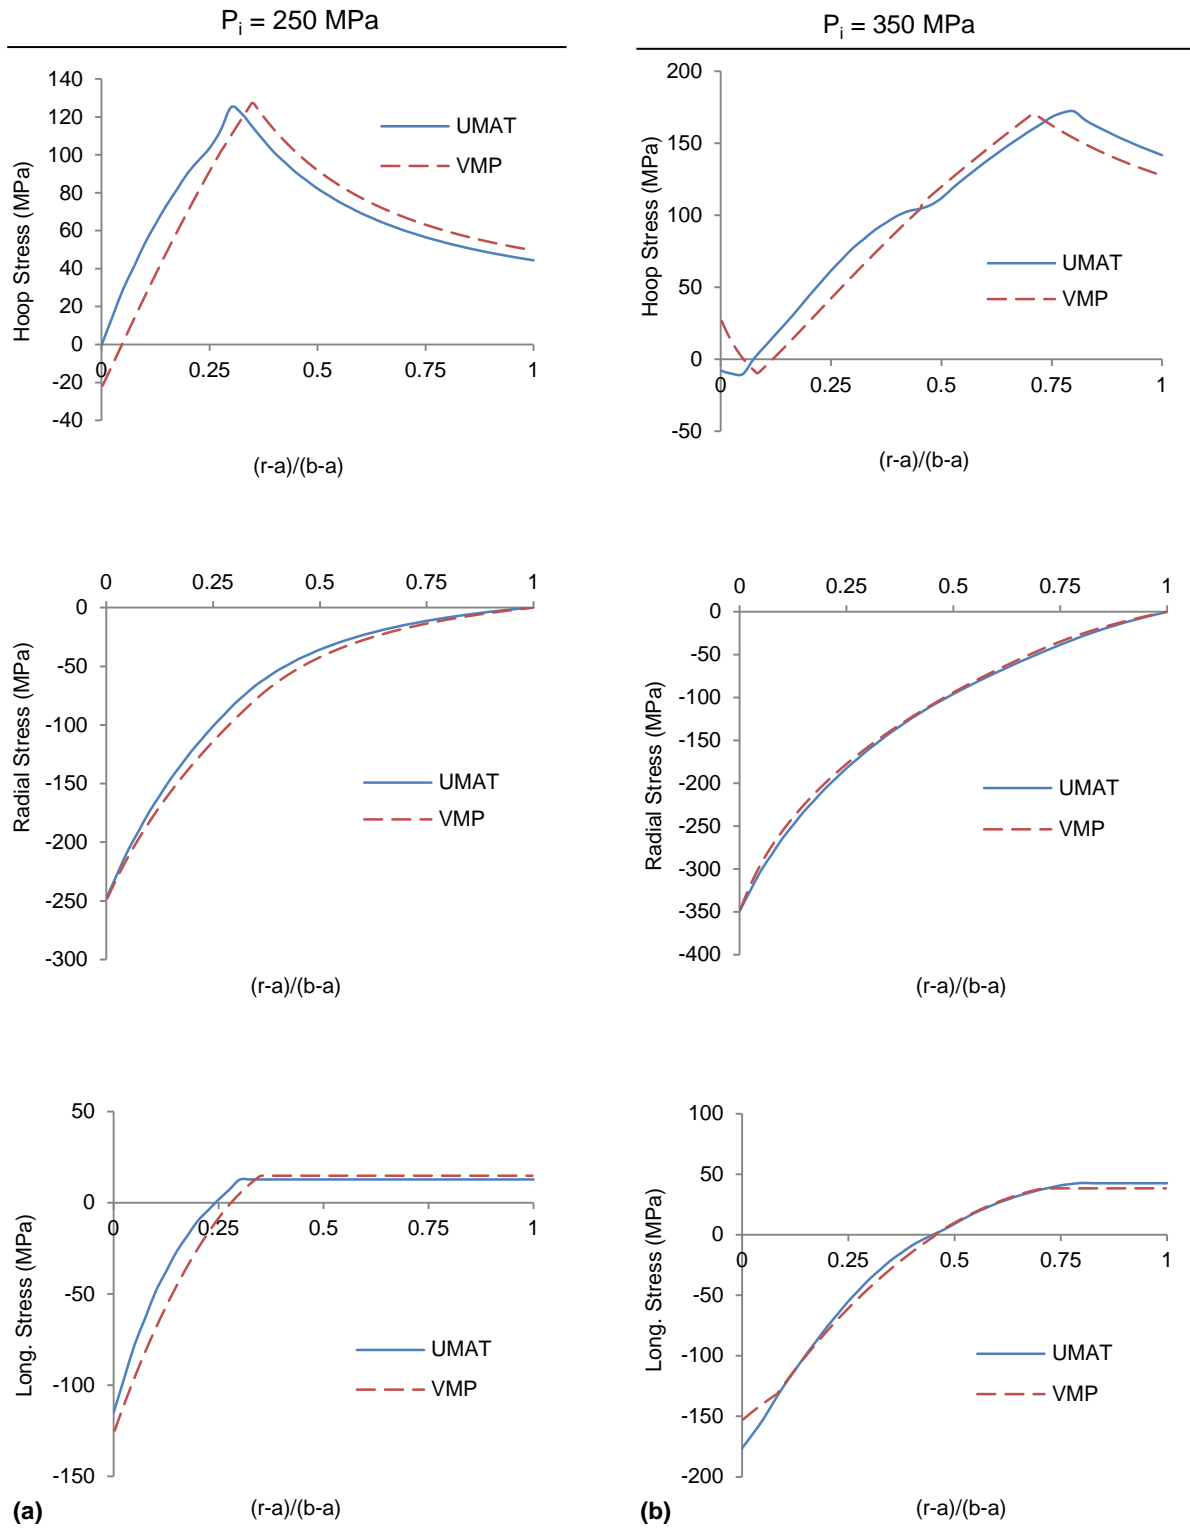 P_i = 250 MPa
P_i = 350 MPa
140
120
100
80
60
40
20
0
-20
-40
0
0.25
0.5
0.75
1
Hoop Stress (MPa)
UMAT
VMP
(r-a)/(b-a)
200
150
100
50
0
-50
0
0.25
0.5
0.75
1
Hoop Stress (MPa)
UMAT
VMP
(r-a)/(b-a)
0
0.25
0.5
0.75
1
0
-50
-100
-150
-200
-250
-300
Radial Stress (MPa)
UMAT
VMP
(r-a)/(b-a)
0
0.25
0.5
0.75
1
0
-50
-100
-150
-200
-250
-300
-350
-400
Radial Stress (MPa)
UMAT
VMP
(r-a)/(b-a)
50
0
-50
-100
-150
0
0.25
0.5
0.75
1
Long. Stress (MPa)
UMAT
VMP
(a)
(r-a)/(b-a)
100
50
0
-50
-100
-150
-200
0
0.25
0.5
0.75
1
Long. Stress (MPa)
UMAT
VMP
(b)
(r-a)/(b-a)